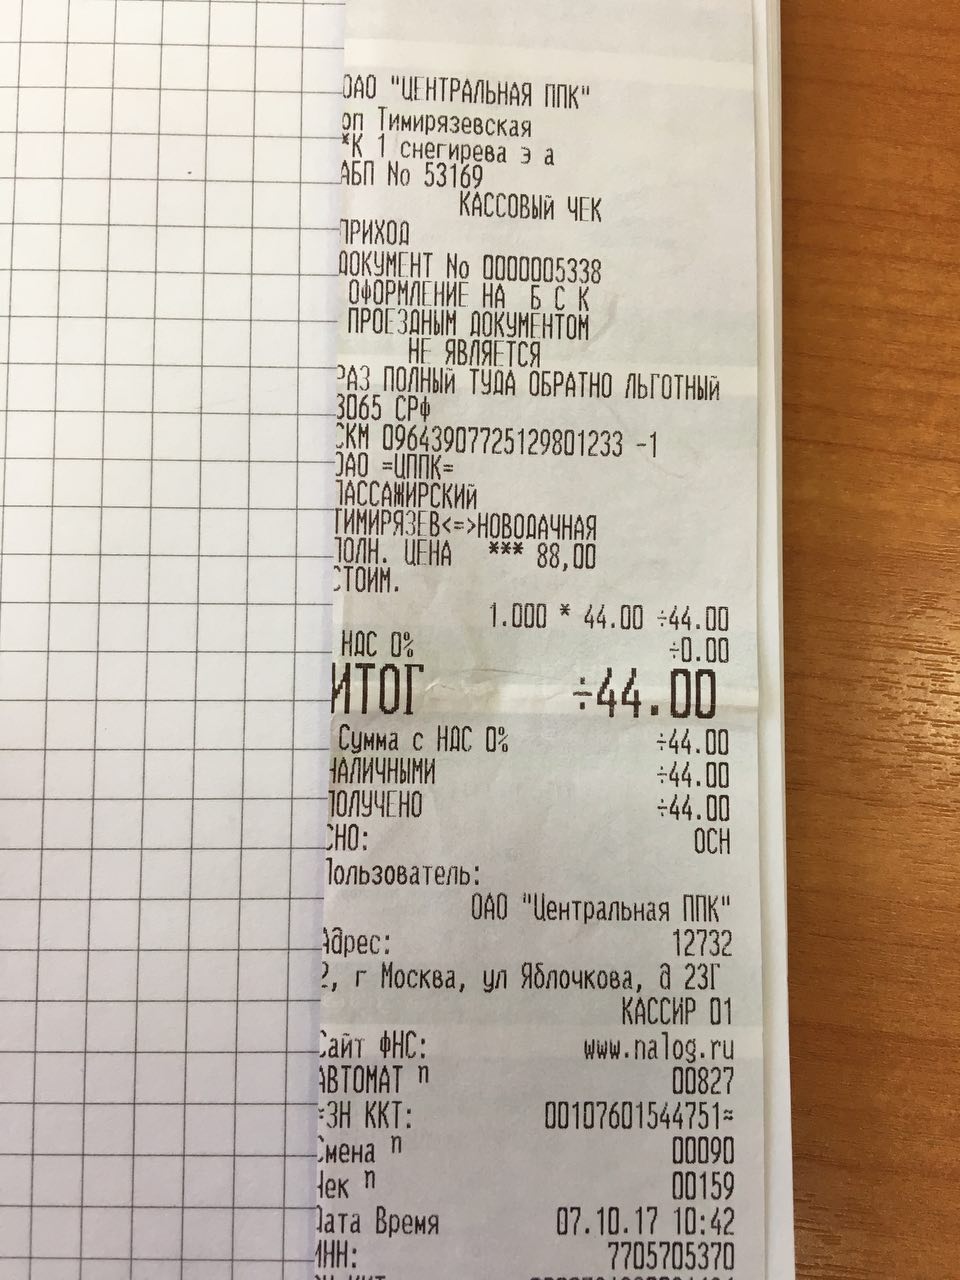 ОАО "ЦЕНТРАЛЬНАЯ ППК"
оп Тимирязевская
*К 1 снегирева э а
АБП No 53169
КАССОВЫЙ ЧЕК
ПРИХОД
ДОКУМЕНТ No 0000005338
ОФОРМЛЕНИЕ НА Б С К
ПРОЕЗДНЫМ ДОКУМЕНТОМ
НЕ ЯВЛЯЕТСЯ
РАЗ ПОЛНЫЙ ТУДА ОБРАТНО ЛЬГОТНЫЙ
3065 СРФ
СКМ 09643907725129801233 -1
ОАО =ЦППК=
ПАССАЖИРСКИЙ
ТИМИРЯЗЕВ<=>НОВОДАЧНАЯ
ПОЛН. ЦЕНА *** 88,00
СТОИМ.
1.000 * 44.00 ÷44.00
НДС 0% ÷0.00
ИТОГ ÷44.00
Сумма с НДС 0% ÷44.00
НАЛИЧНЫМИ ÷44.00
ПОЛУЧЕНО ÷44.00
СНО: ОСН
Пользователь:
ОАО "Центральная ППК"
Адрес: 12732
2, г Москва, ул Яблочкова, д 23Г
КАССИР 01
Сайт ФНС: www.nalog.ru
АВТОМАТ n 00827
≈ЗН ККТ: 00107601544751≈
Смена n 00090
Чек n 00159
Дата Время 07.10.17 10:42
ИНН: 7705705370